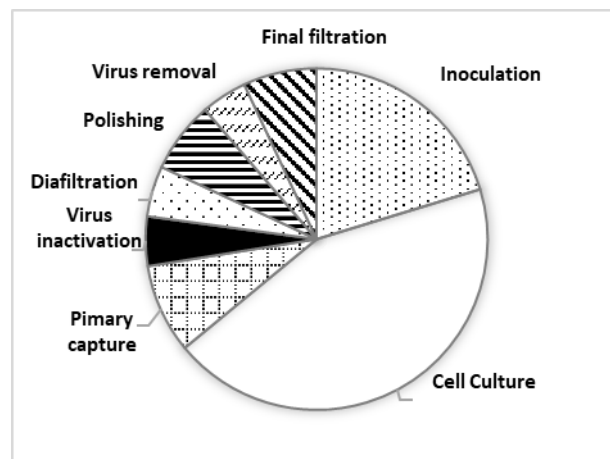 Final filtration
Virus removal
Inoculation
Polishing
Diafiltration
Virus
inactivation
Pimary
capture
Cell Culture